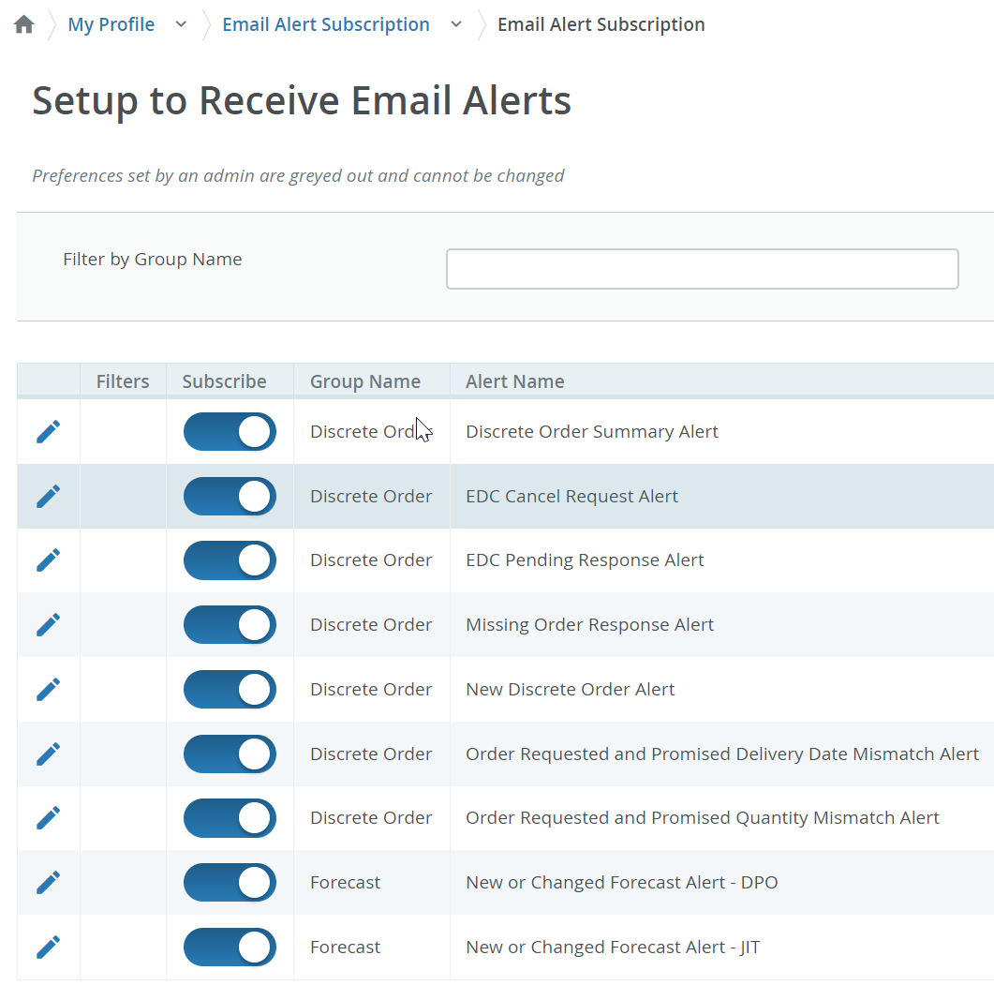 My Profile Email Alert Subscription Email Alert Subscription
Setup to Receive Email Alerts
Preferences set by an admin are greyed out and cannot be changed
Filter by Group Name
Filters Subscribe Group Name Alert Name
Discrete Order Discrete Order Summary Alert
Discrete Order EDC Cancel Request Alert
Discrete Order EDC Pending Response Alert
Discrete Order Missing Order Response Alert
Discrete Order New Discrete Order Alert
Discrete Order Order Requested and Promised Delivery Date Mismatch Alert
Discrete Order Order Requested and Promised Quantity Mismatch Alert
Forecast New or Changed Forecast Alert - DPO
Forecast New or Changed Forecast Alert - JIT